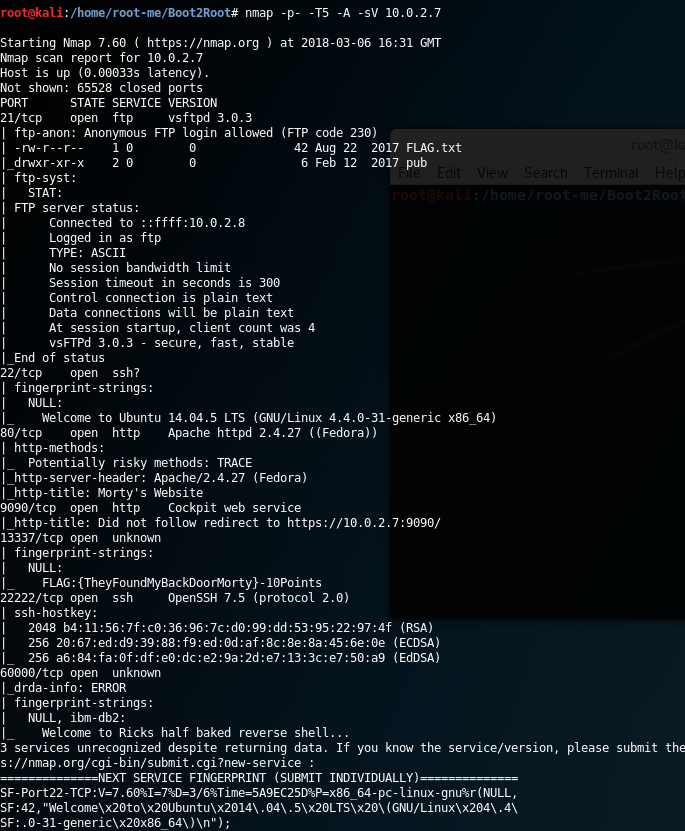 root@kali:/home/root-me/Boot2Root# nmap -p- -T5 -A -sV 10.0.2.7
Starting Nmap 7.60 ( https://nmap.org ) at 2018-03-06 16:31 GMT
Nmap scan report for 10.0.2.7
Host is up (0.00033s latency).
Not shown: 65528 closed ports
PORT      STATE SERVICE VERSION
21/tcp    open  ftp     vsftpd 3.0.3
| ftp-anon: Anonymous FTP login allowed (FTP code 230)
| -rw-r--r--    1 0        0              42 Aug 22  2017 FLAG.txt
|_drwxr-xr-x    2 0        0               6 Feb 12  2017 pub
| ftp-syst:
|   STAT:
| FTP server status:
|      Connected to ::ffff:10.0.2.8
|      Logged in as ftp
|      TYPE: ASCII
|      No session bandwidth limit
|      Session timeout in seconds is 300
|      Control connection is plain text
|      Data connections will be plain text
|      At session startup, client count was 4
|      vsFTPd 3.0.3 - secure, fast, stable
|_End of status
22/tcp    open  ssh?
| fingerprint-strings:
|   NULL:
|_    Welcome to Ubuntu 14.04.5 LTS (GNU/Linux 4.4.0-31-generic x86_64)
80/tcp    open  http    Apache httpd 2.4.27 ((Fedora))
| http-methods:
|_  Potentially risky methods: TRACE
|_http-server-header: Apache/2.4.27 (Fedora)
|_http-title: Morty's Website
9090/tcp  open  http    Cockpit web service
|_http-title: Did not follow redirect to https://10.0.2.7:9090/
13337/tcp open  unknown
| fingerprint-strings:
|   NULL:
|_    FLAG:{TheyFoundMyBackDoorMorty}-10Points
22222/tcp open  ssh     OpenSSH 7.5 (protocol 2.0)
| ssh-hostkey:
|   2048 b4:11:56:7f:c0:36:96:7c:d0:99:dd:53:95:22:97:4f (RSA)
|   256 20:67:ed:d9:39:88:f9:ed:0d:af:8c:8e:8a:45:6e:0e (ECDSA)
|_  256 a6:84:fa:0f:df:e0:dc:e2:9a:2d:e7:13:3c:e7:50:a9 (EdDSA)
60000/tcp open  unknown
|_drda-info: ERROR
| fingerprint-strings:
|   NULL, ibm-db2:
|_    Welcome to Ricks half baked reverse shell...
3 services unrecognized despite returning data. If you know the service/version, please submit the
s://nmap.org/cgi-bin/submit.cgi?new-service :
==============NEXT SERVICE FINGERPRINT (SUBMIT INDIVIDUALLY)==============
SF-Port22-TCP:V=7.60%I=7%D=3/6%Time=5A9EC25D%P=x86_64-pc-linux-gnu%r(NULL,
SF:42,"Welcome\x20to\x20Ubuntu\x2014\.04\.5\x20LTS\x20\(GNU/Linux\x204\.4\
SF:.0-31-generic\x20x86_64\)\n");
root@ka
File Edit View Search Terminal Help
root@kali:/home/root-me/Boot2Root